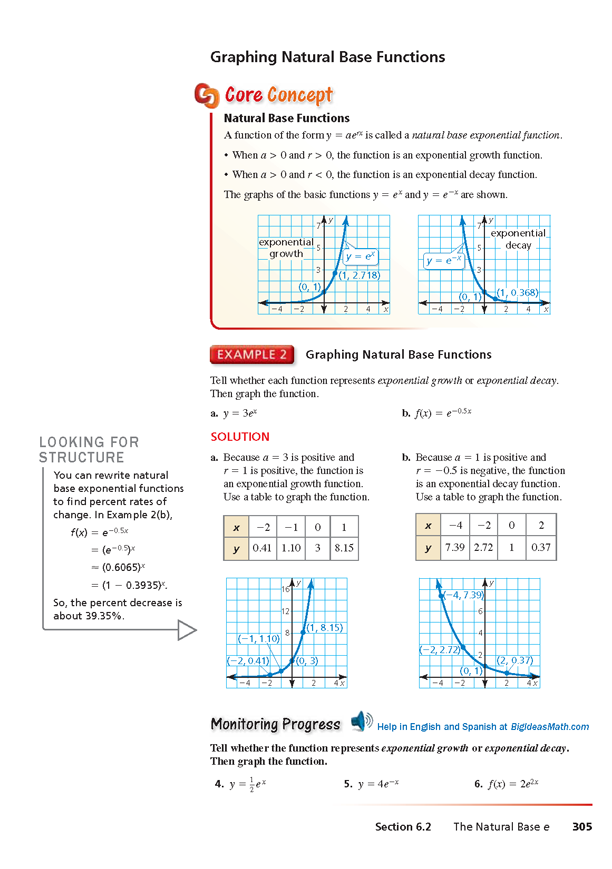 Graphing Natural Base Functions
Core Concept
Natural Base Functions
A function of the form y = ae^{rx} is called a natural base exponential function.
• When a > 0 and r > 0, the function is an exponential growth function.
• When a > 0 and r < 0, the function is an exponential decay function.
The graphs of the basic functions y = e^x and y = e^{−x} are shown.
exponential
growth
y = e^x
(1, 2.718)
(0, 1)
7
5
3
y
−4 −2 2 4 x
exponential
decay
y = e^{−x}
(0, 1)
(1, 0.368)
7
5
3
y
−4 −2 2 4 x
EXAMPLE 2 Graphing Natural Base Functions
Tell whether each function represents exponential growth or exponential decay.
Then graph the function.
a. y = 3e^x b. f(x) = e^{−0.5x}
SOLUTION
a. Because a = 3 is positive and
r = 1 is positive, the function is
an exponential growth function.
Use a table to graph the function.
x −2 −1 0 1
y 0.41 1.10 3 8.15
16
12
8
y
(1, 8.15)
(−1, 1.10)
(−2, 0.41)
(0, 3)
−4 −2 2 4 x
b. Because a = 1 is positive and
r = −0.5 is negative, the function
is an exponential decay function.
Use a table to graph the function.
x −4 −2 0 2
y 7.39 2.72 1 0.37
y
(−4, 7.39)
6
4
2
(−2, 2.72)
(0, 1)
(2, 0.37)
−4 −2 2 4 x
LOOKING FOR
STRUCTURE
You can rewrite natural
base exponential functions
to find percent rates of
change. In Example 2(b),
f(x) = e^{−0.5x}
= (e^{−0.5})^x
= (0.6065)^x
= (1 − 0.3935)^x.
So, the percent decrease is
about 39.35%.
Monitoring Progress Help in English and Spanish at BigIdeasMath.com
Tell whether the function represents exponential growth or exponential decay.
Then graph the function.
4. y = 1/2 e^x 5. y = 4e^{−x} 6. f(x) = 2e^{2x}
Section 6.2 The Natural Base e 305